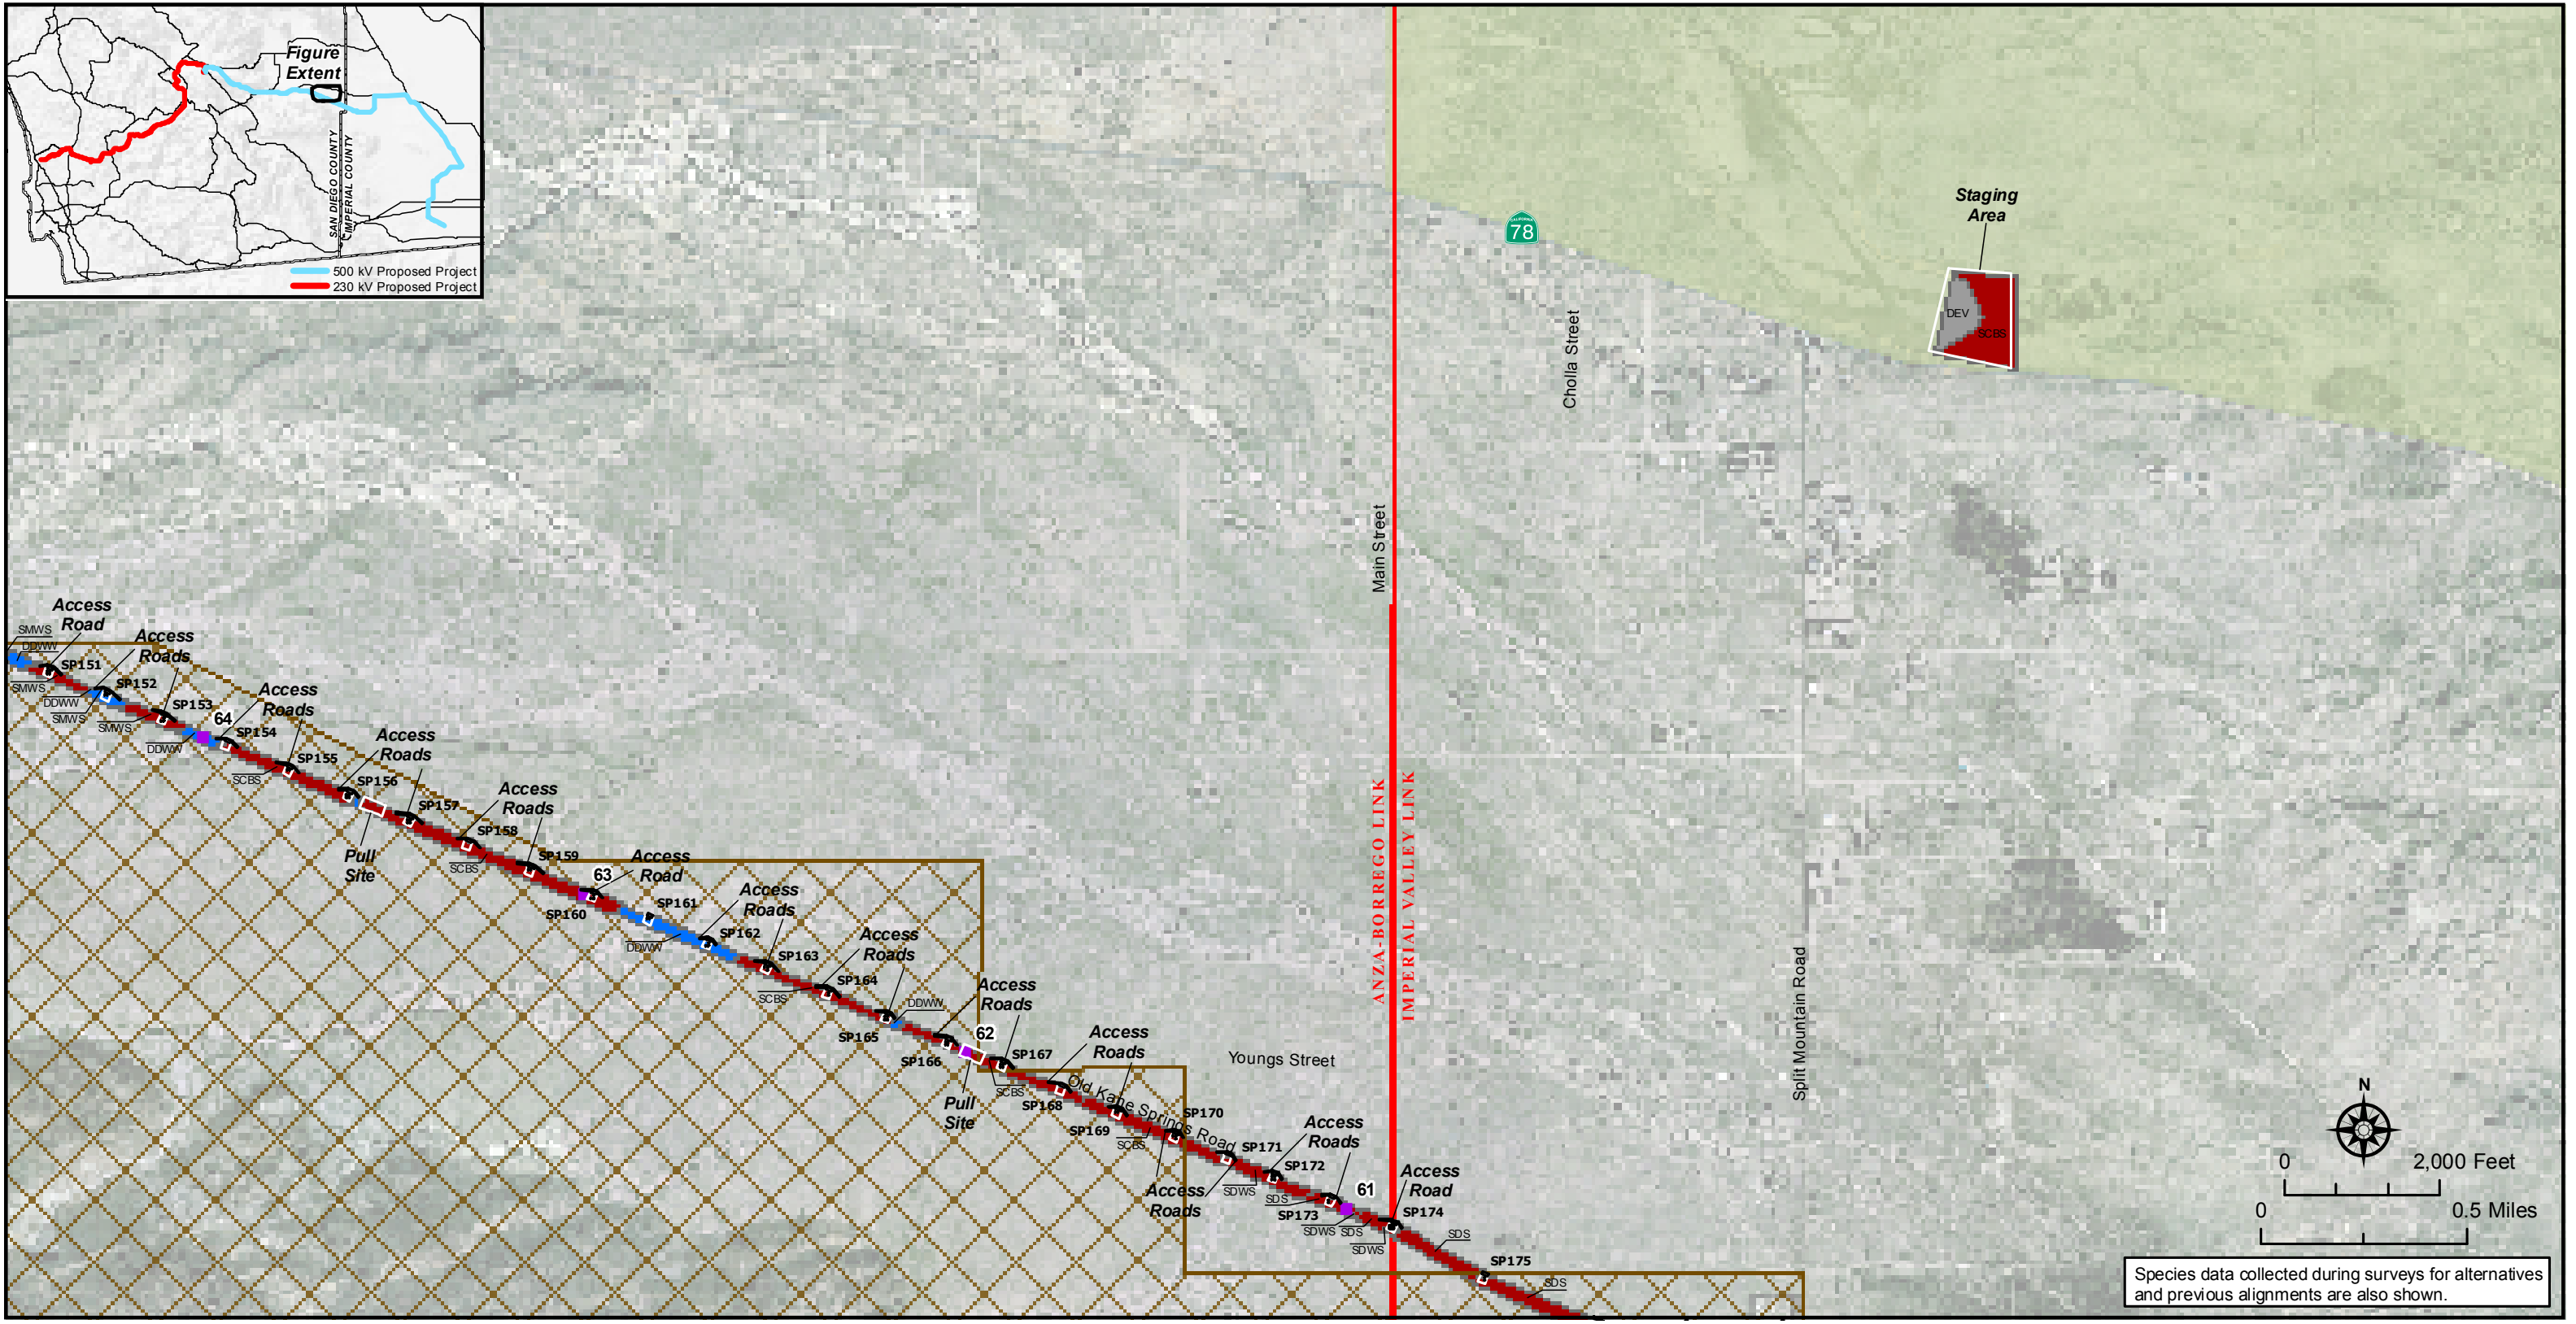 Figure
Extent
SAN DIEGO COUNTY
IMPERIAL COUNTY
500 kV Proposed Project
230 kV Proposed Project
CALIFORNIA
78
Staging
Area
DEV
SCBS
Cholla Street
Main Street
Split Mountain Road
Youngs Street
Old Kane Springs Road
ANZA-BORREGO LINK
IMPERIAL VALLEY LINK
SMWS
DDWW
Access
Road
SP151
SMWS
Access
Roads
SP152
DDWW
SMWS
SP153
SMWS
DDWW
64
SP154
Access
Roads
SP155
SCBS
SP156
Access
Roads
SP157
Pull
Site
SP158
SCBS
Access
Roads
SP159
63
SP160
Access
Road
SP161
DDWW
SP162
Access
Roads
SP163
SCBS
SP164
Access
Roads
SP165
DDWW
SP166
62
Access
Roads
SP167
SCBS
Pull
Site
SP168
Access
Roads
SP169
SCBS
SP170
Access
Roads
SP171
SDWS
SP172
Access
Roads
SDS
SP173
61
SDWS
SDS
SDWS
Access
Road
SP174
SDS
SP175
SDS
N
0 2,000 Feet
0 0.5 Miles
Species data collected during surveys for alternatives
and previous alignments are also shown.